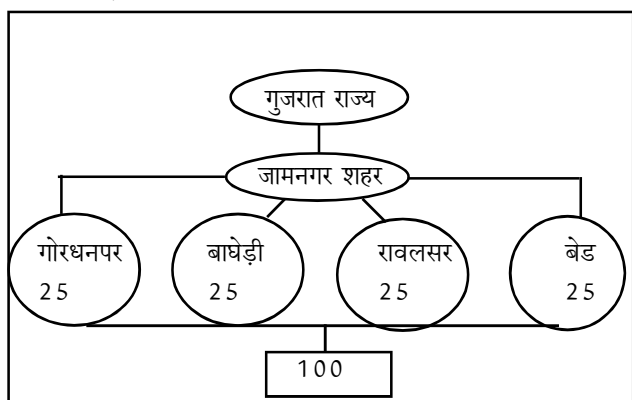 गुजरात राज्य
जामनगर शहर
गोरधनपर
25
बाघेड़ी
25
रावलसर
25
बेड
25
100